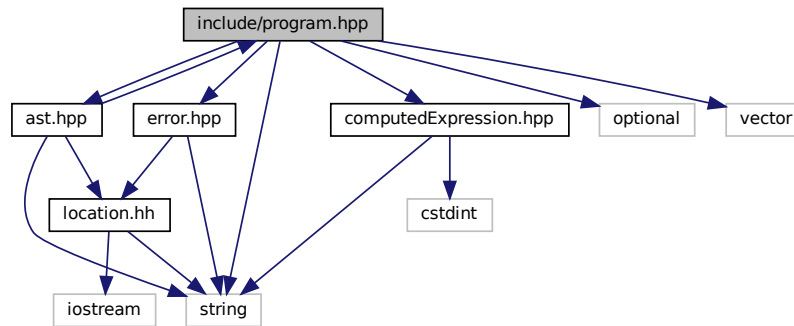 include/program.hpp
ast.hpp
error.hpp
computedExpression.hpp
optional
vector
location.hh
cstdint
iostream
string